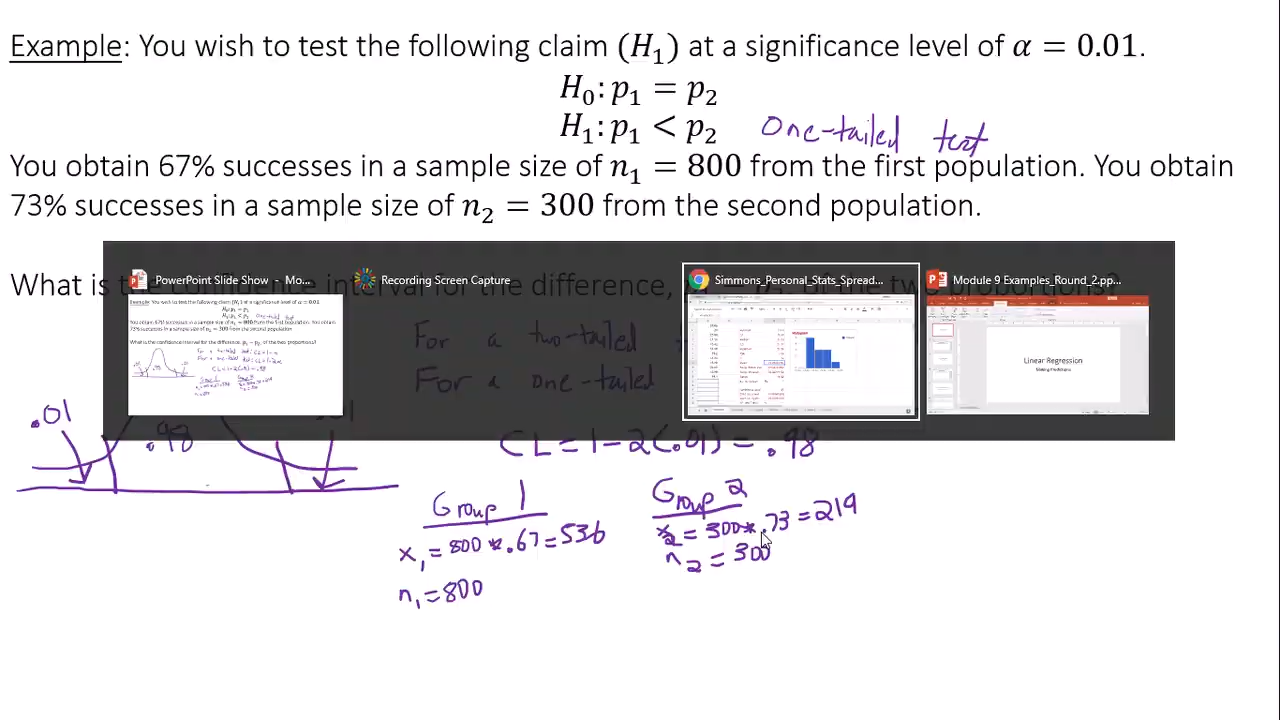 Example: You wish to test the following claim (H₁) at a significance level of α = 0.01.
H₀: p₁ = p₂
H₁: p₁ < p₂ One-tailed test
You obtain 67% successes in a sample size of n₁ = 800 from the first population. You obtain
73% successes in a sample size of n₂ = 300 from the second population.
What is
PowerPoint Slide Show - Mo...
Recording Screen Capture
Simmons_Personal_Stats_Spread...
Module 9 Examples_Round_2.pp...
Linear Regression
For a two-tailed
For a one-tailed
.01
.98
CL = 1-2(.01) = .98
Group 1
Group 2
x₁ = 800 * .67 = 536
x₂ = 300 * .73 = 219
n₁ = 800
n₂ = 300